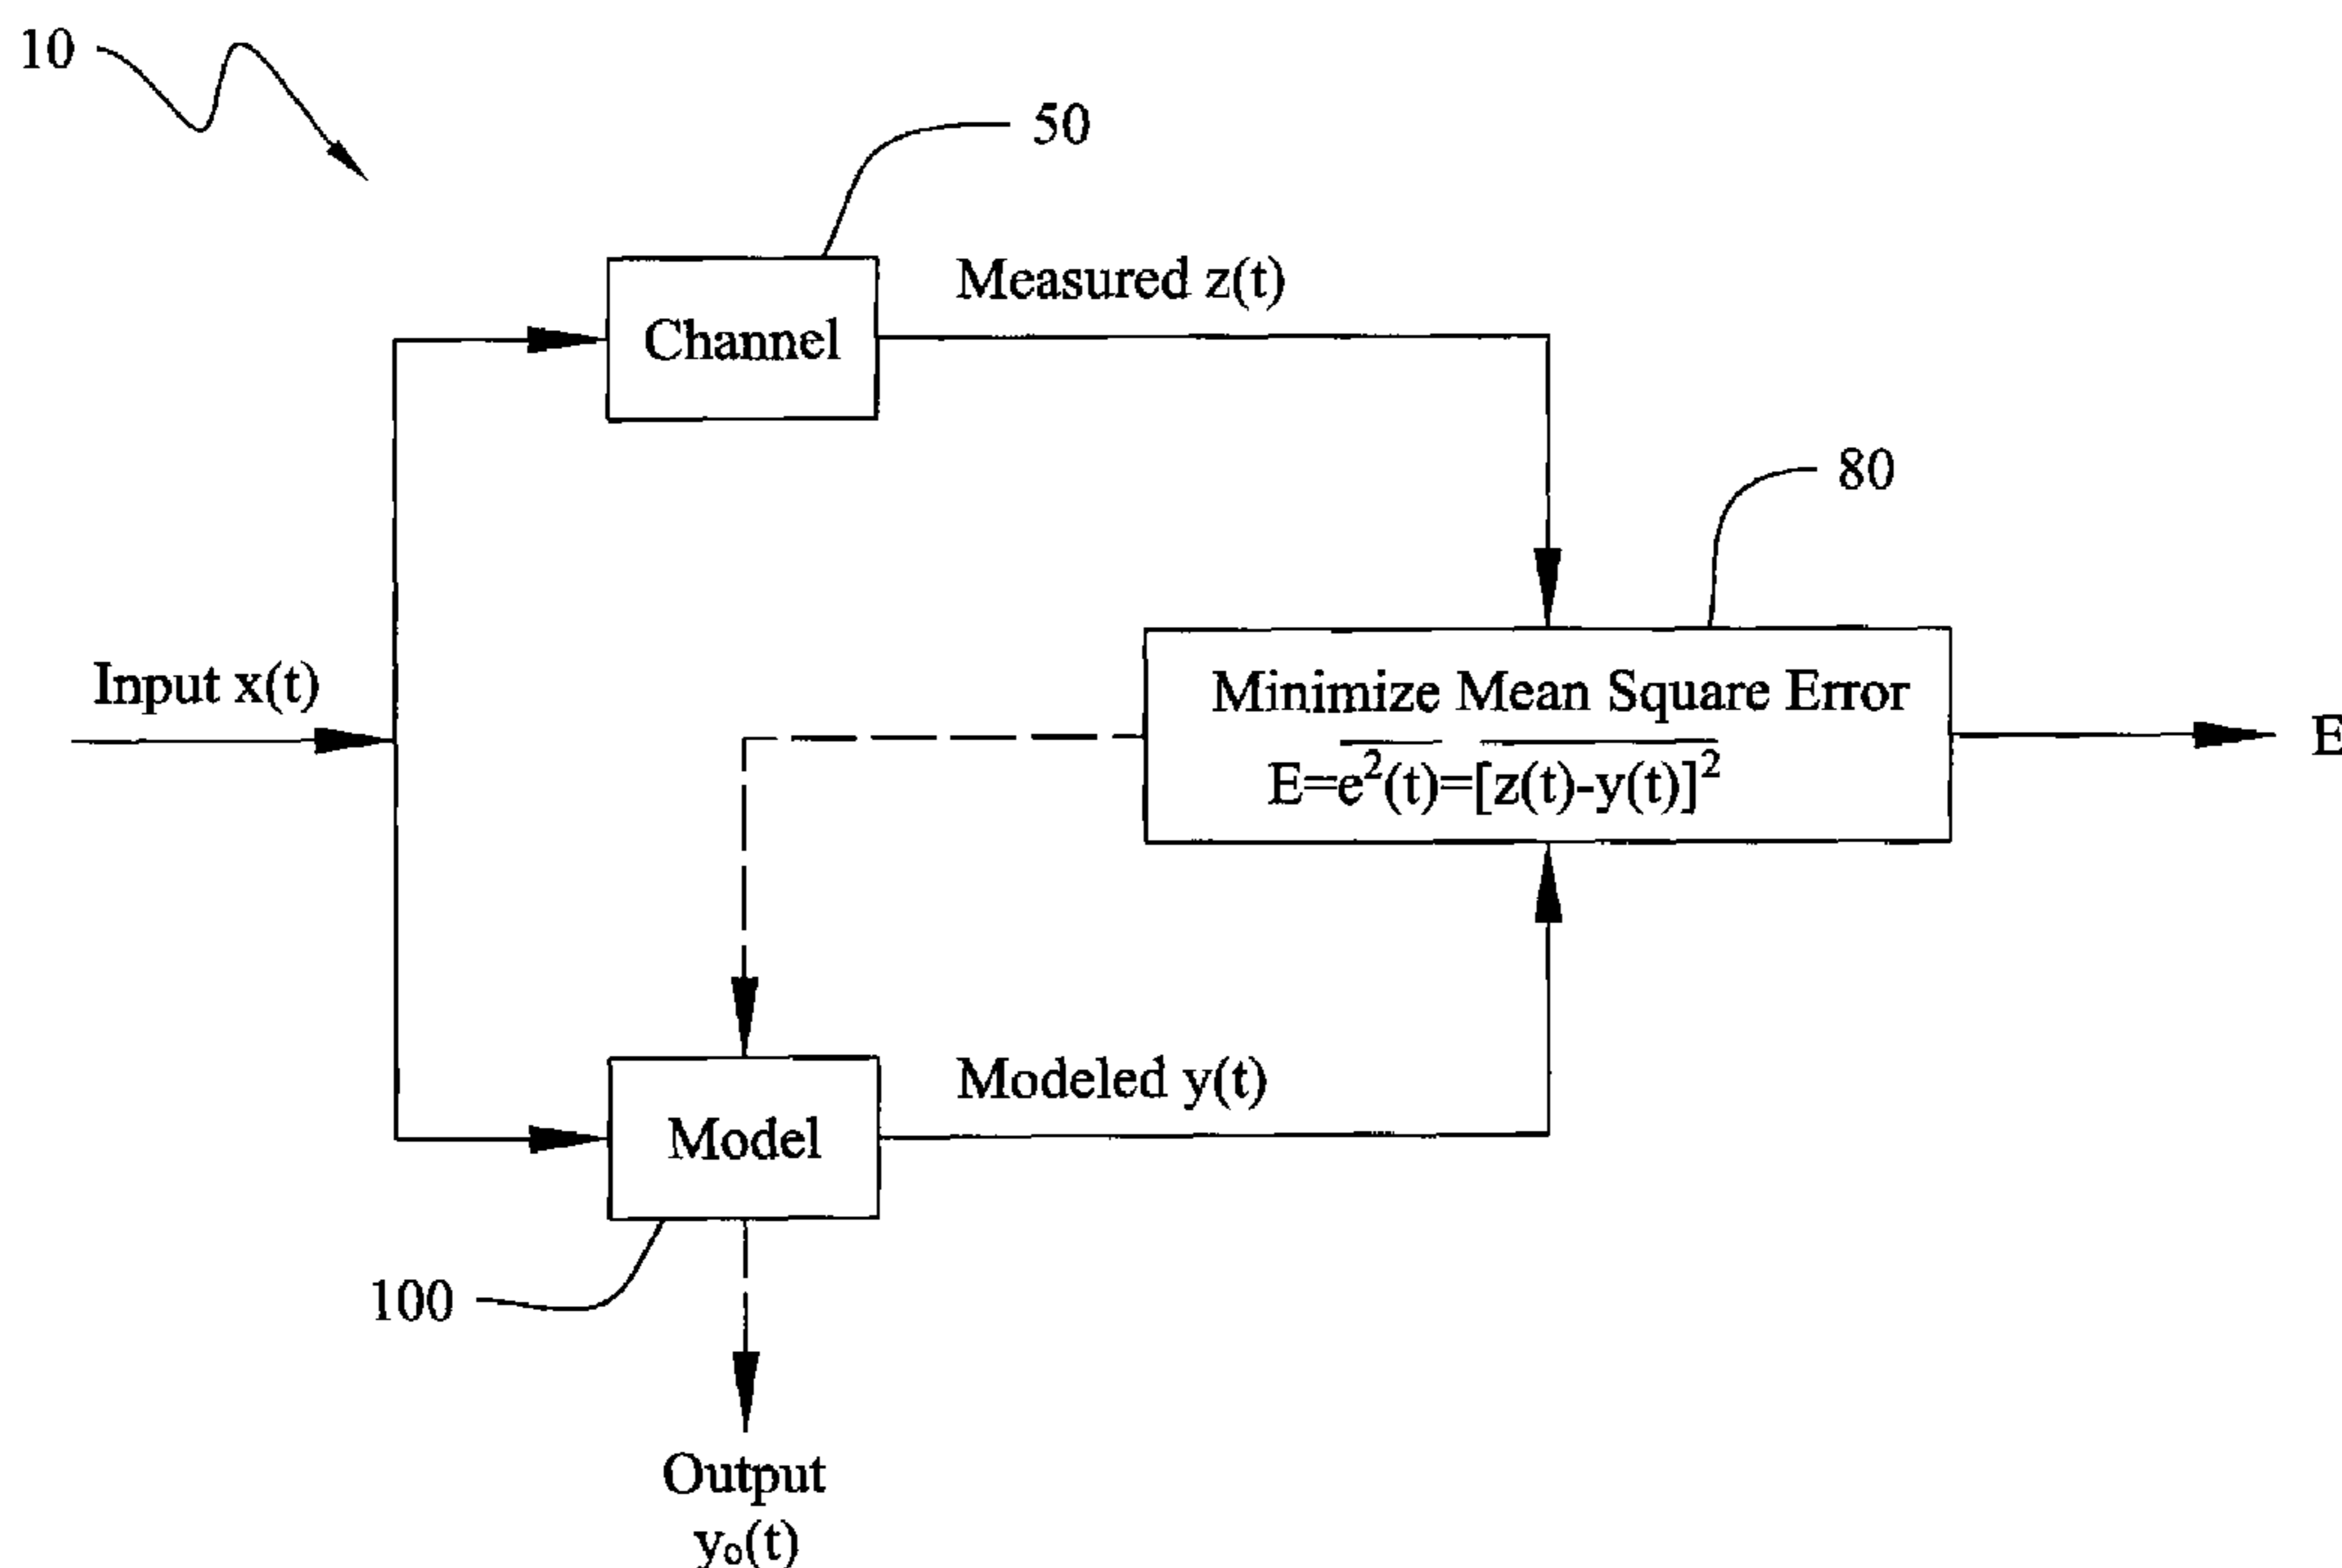 10
50
Channel
Measured z(t)
80
Input x(t)
Minimize Mean Square Error
E=e²(t)=[z(t)-y(t)]²
E
Model
Modeled y(t)
100
Output
y₀(t)